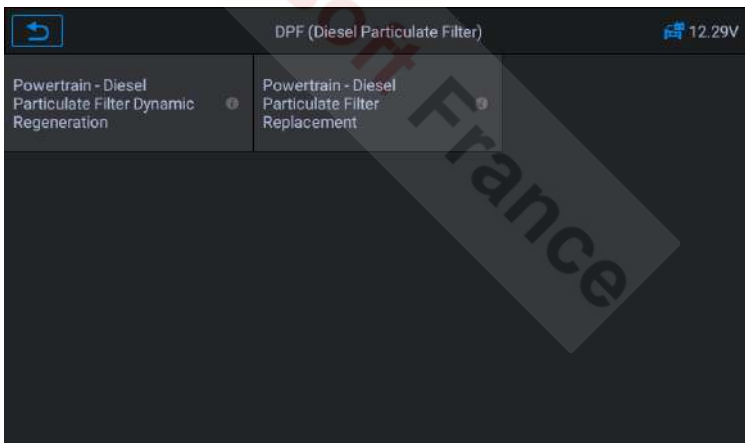 DPF (Diesel Particulate Filter)
12.29V
Powertrain - Diesel
Particulate Filter Dynamic
Regeneration
Powertrain - Diesel
Particulate Filter
Replacement
France